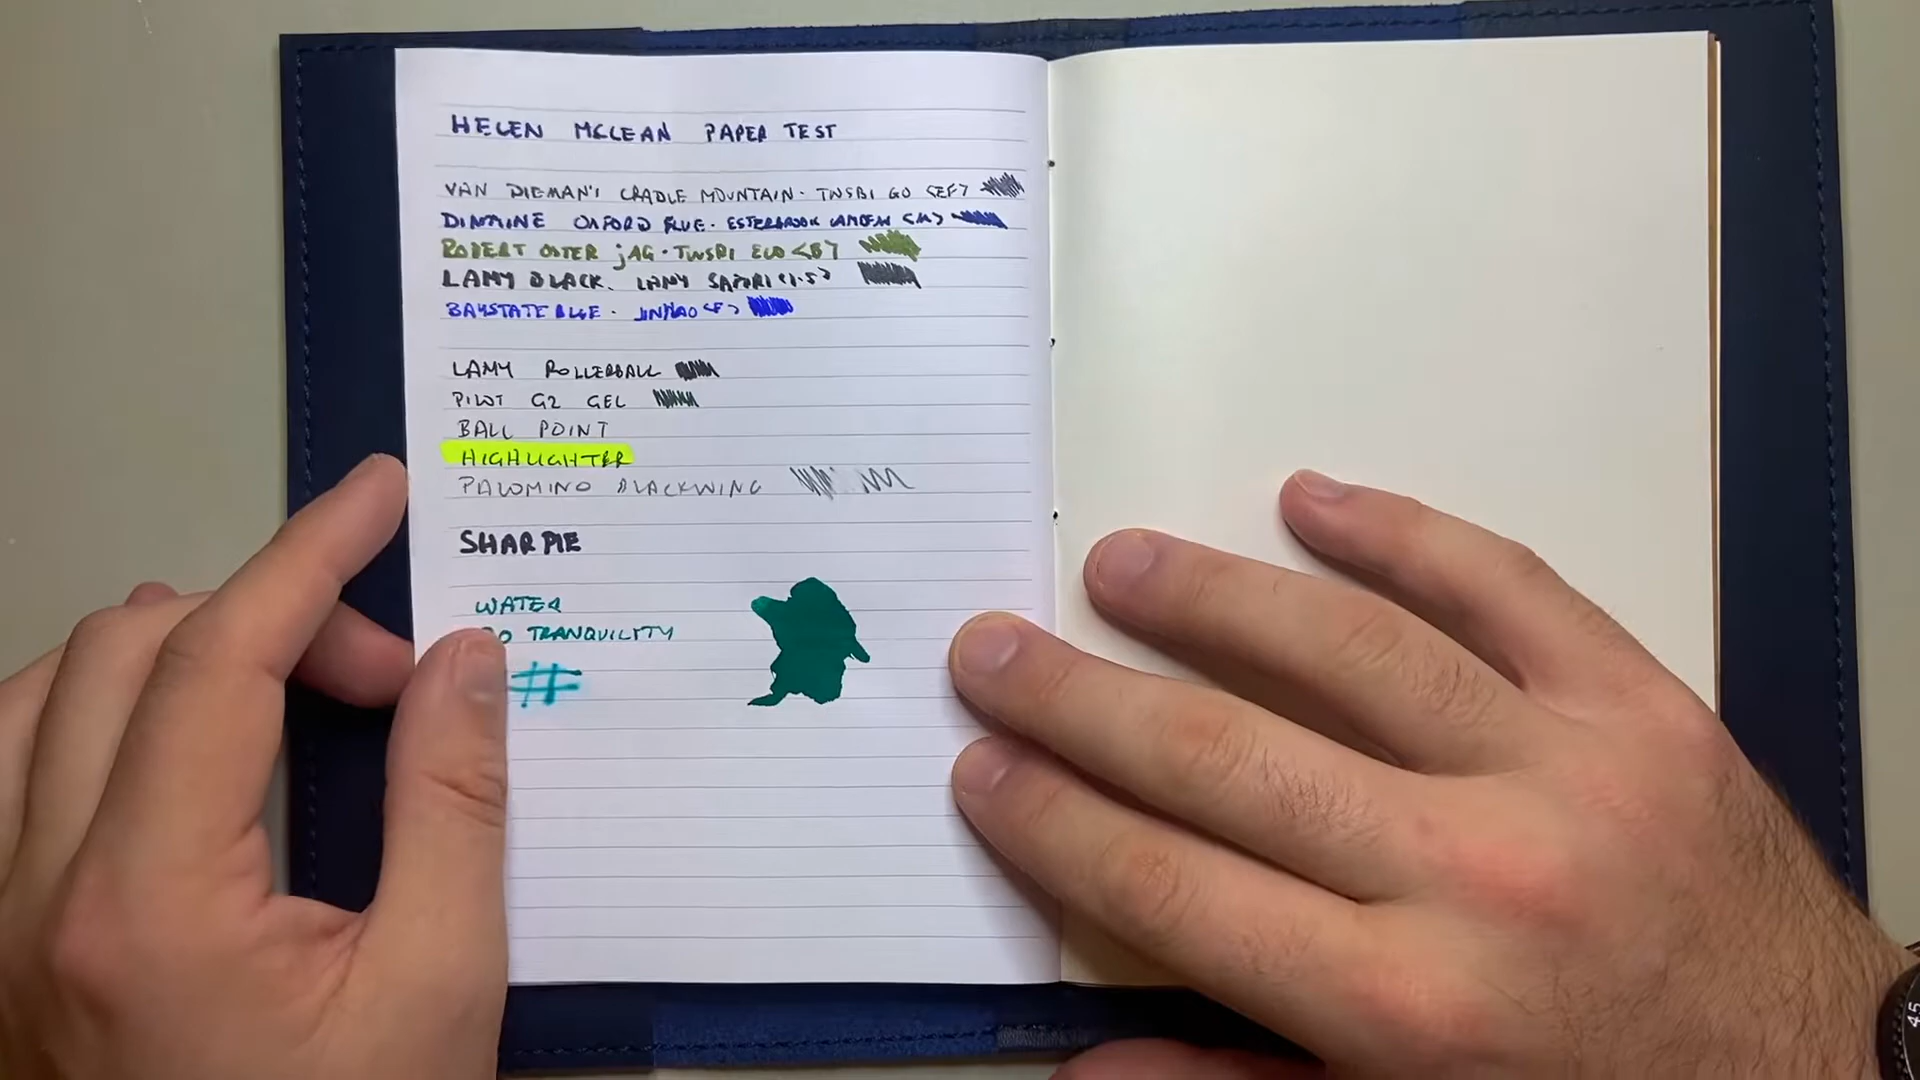 HELEN MCLEAN PAPER TEST
VAN DIEMAN'S CRADLE MOUNTAIN · TWSBI GO <EF>
DIAMINE OXFORD BLUE · ESTERBROOK CAMDEN <M>
ROBERT OSTER JAG · TWSBI ECO <B>
LAMY BLACK. LAMY SAFARI <1.5>
BAYSTATE BLUE · JINHAO <F>
LAMY ROLLERBALL
PILOT G2 GEL
BALL POINT
HIGHLIGHTER
PALOMINO BLACKWING
SHARPIE
WATER
TRANQUILITY
#
45